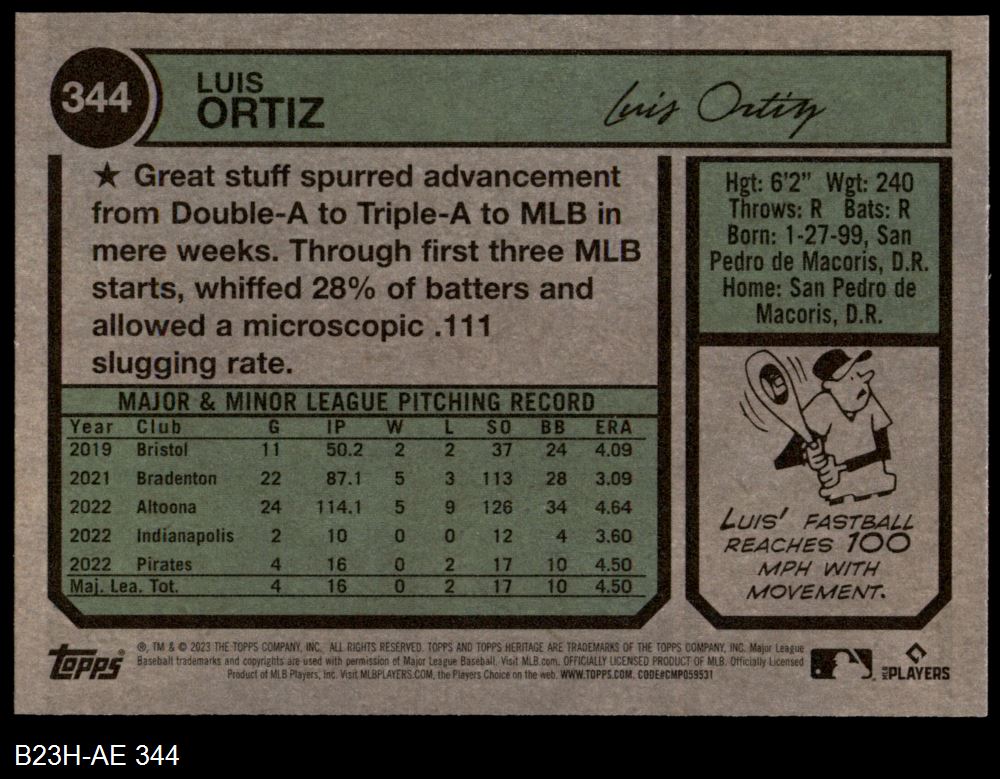 344
LUIS
ORTIZ
Luis Ortiz
★ Great stuff spurred advancement
from Double-A to Triple-A to MLB in
mere weeks. Through first three MLB
starts, whiffed 28% of batters and
allowed a microscopic .111
slugging rate.
Hgt: 6'2" Wgt: 240
Throws: R Bats: R
Born: 1-27-99, San
Pedro de Macoris, D.R.
Home: San Pedro de
Macoris, D.R.
MAJOR & MINOR LEAGUE PITCHING RECORD
Year Club G IP W L SO BB ERA
2019 Bristol 11 50.2 2 2 37 24 4.09
2021 Bradenton 22 87.1 5 3 113 28 3.09
2022 Altoona 24 114.1 5 9 126 34 4.64
2022 Indianapolis 2 10 0 0 12 4 3.60
2022 Pirates 4 16 0 2 17 10 4.50
Maj. Lea. Tot. 4 16 0 2 17 10 4.50
LUIS' FASTBALL
REACHES 100
MPH WITH
MOVEMENT.
Topps®
®, TM & © 2023 THE TOPPS COMPANY, INC. ALL RIGHTS RESERVED. TOPPS AND TOPPS HERITAGE ARE TRADEMARKS OF THE TOPPS COMPANY, INC. Major League
Baseball trademarks and copyrights are used with permission of Major League Baseball. Visit MLB.com. OFFICIALLY LICENSED PRODUCT OF MLB. Officially Licensed
Product of MLB Players, Inc. Visit MLBPLAYERS.COM, the Players Choice on the web. WWW.TOPPS.COM. CODE#CMP059531
PLAYERS
B23H-AE 344